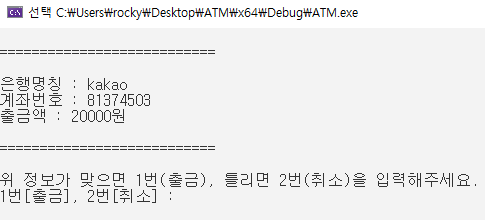 선택 C:₩Users₩rocky₩Desktop₩ATM₩x64₩Debug₩ATM.exe
===========================
은행명칭 : kakao
계좌번호 : 81374503
출금액 : 20000원
===========================
위 정보가 맞으면 1번(출금), 틀리면 2번(취소)을 입력해주세요.
1번[출금], 2번[취소] :